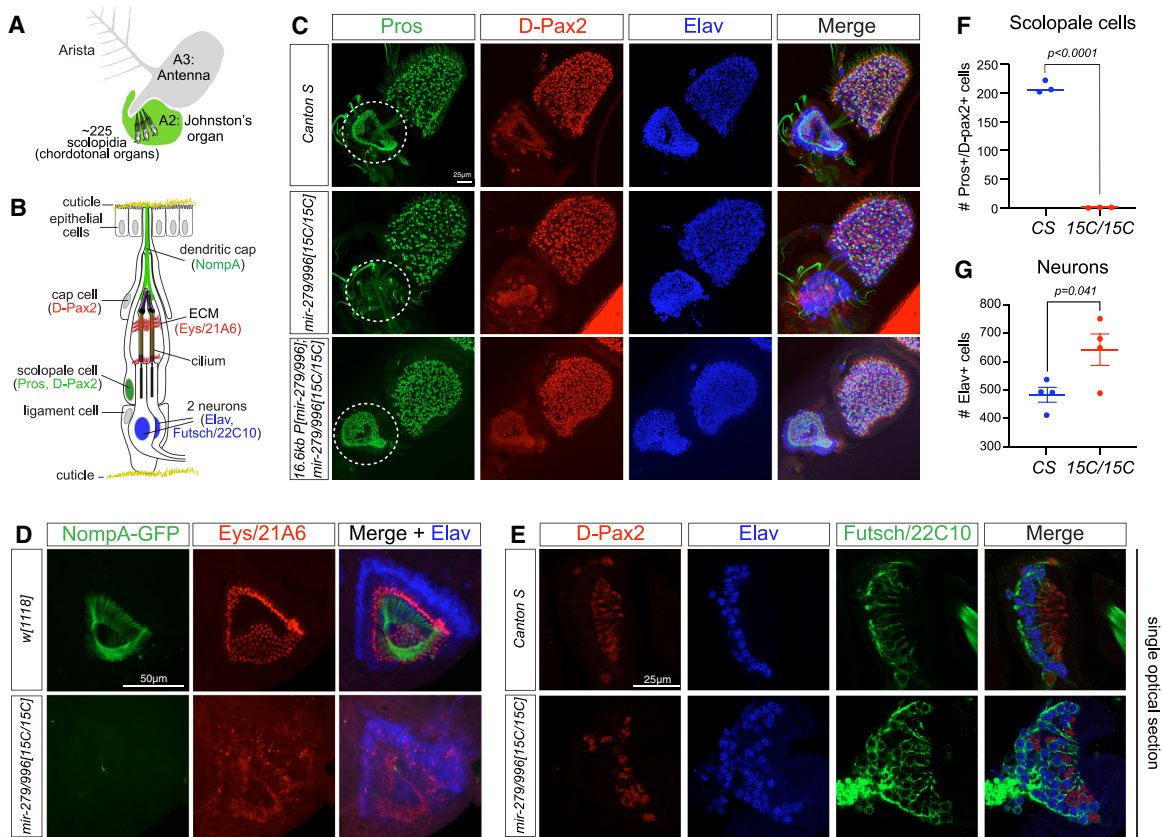 A
Arista
A3:
Antenna
A2: Johnston's
organ
~225
scolopidia
(chordotonal organs)
B
cuticle
epithelial
cells
dendritic cap
(NompA)
cap cell
(D-Pax2)
ECM
(Eys/21A6)
cilium
scolopale cell
(Pros, D-Pax2)
ligament cell
2 neurons
(Elav,
Futsch/22C10)
cuticle
C
Pros D-Pax2 Elav Merge
Canton S
25µm
mir-279/996[15C/15C]
16.6kb P[mir-279/996];
mir-279/996[15C/15C]
D
NompA-GFP Eys/21A6 Merge + Elav
w[1118]
50µm
mir-279/996[15C/15C]
E
D-Pax2 Elav Futsch/22C10 Merge
Canton S
25µm
mir-279/996[15C/15C]
single optical section
F
Scolopale cells
p<0.0001
# Pros+/D-pax2+ cells
250
200
150
100
50
0
CS 15C/15C
G
Neurons
p=0.041
# Elav+ cells
800
700
600
500
400
300
CS 15C/15C